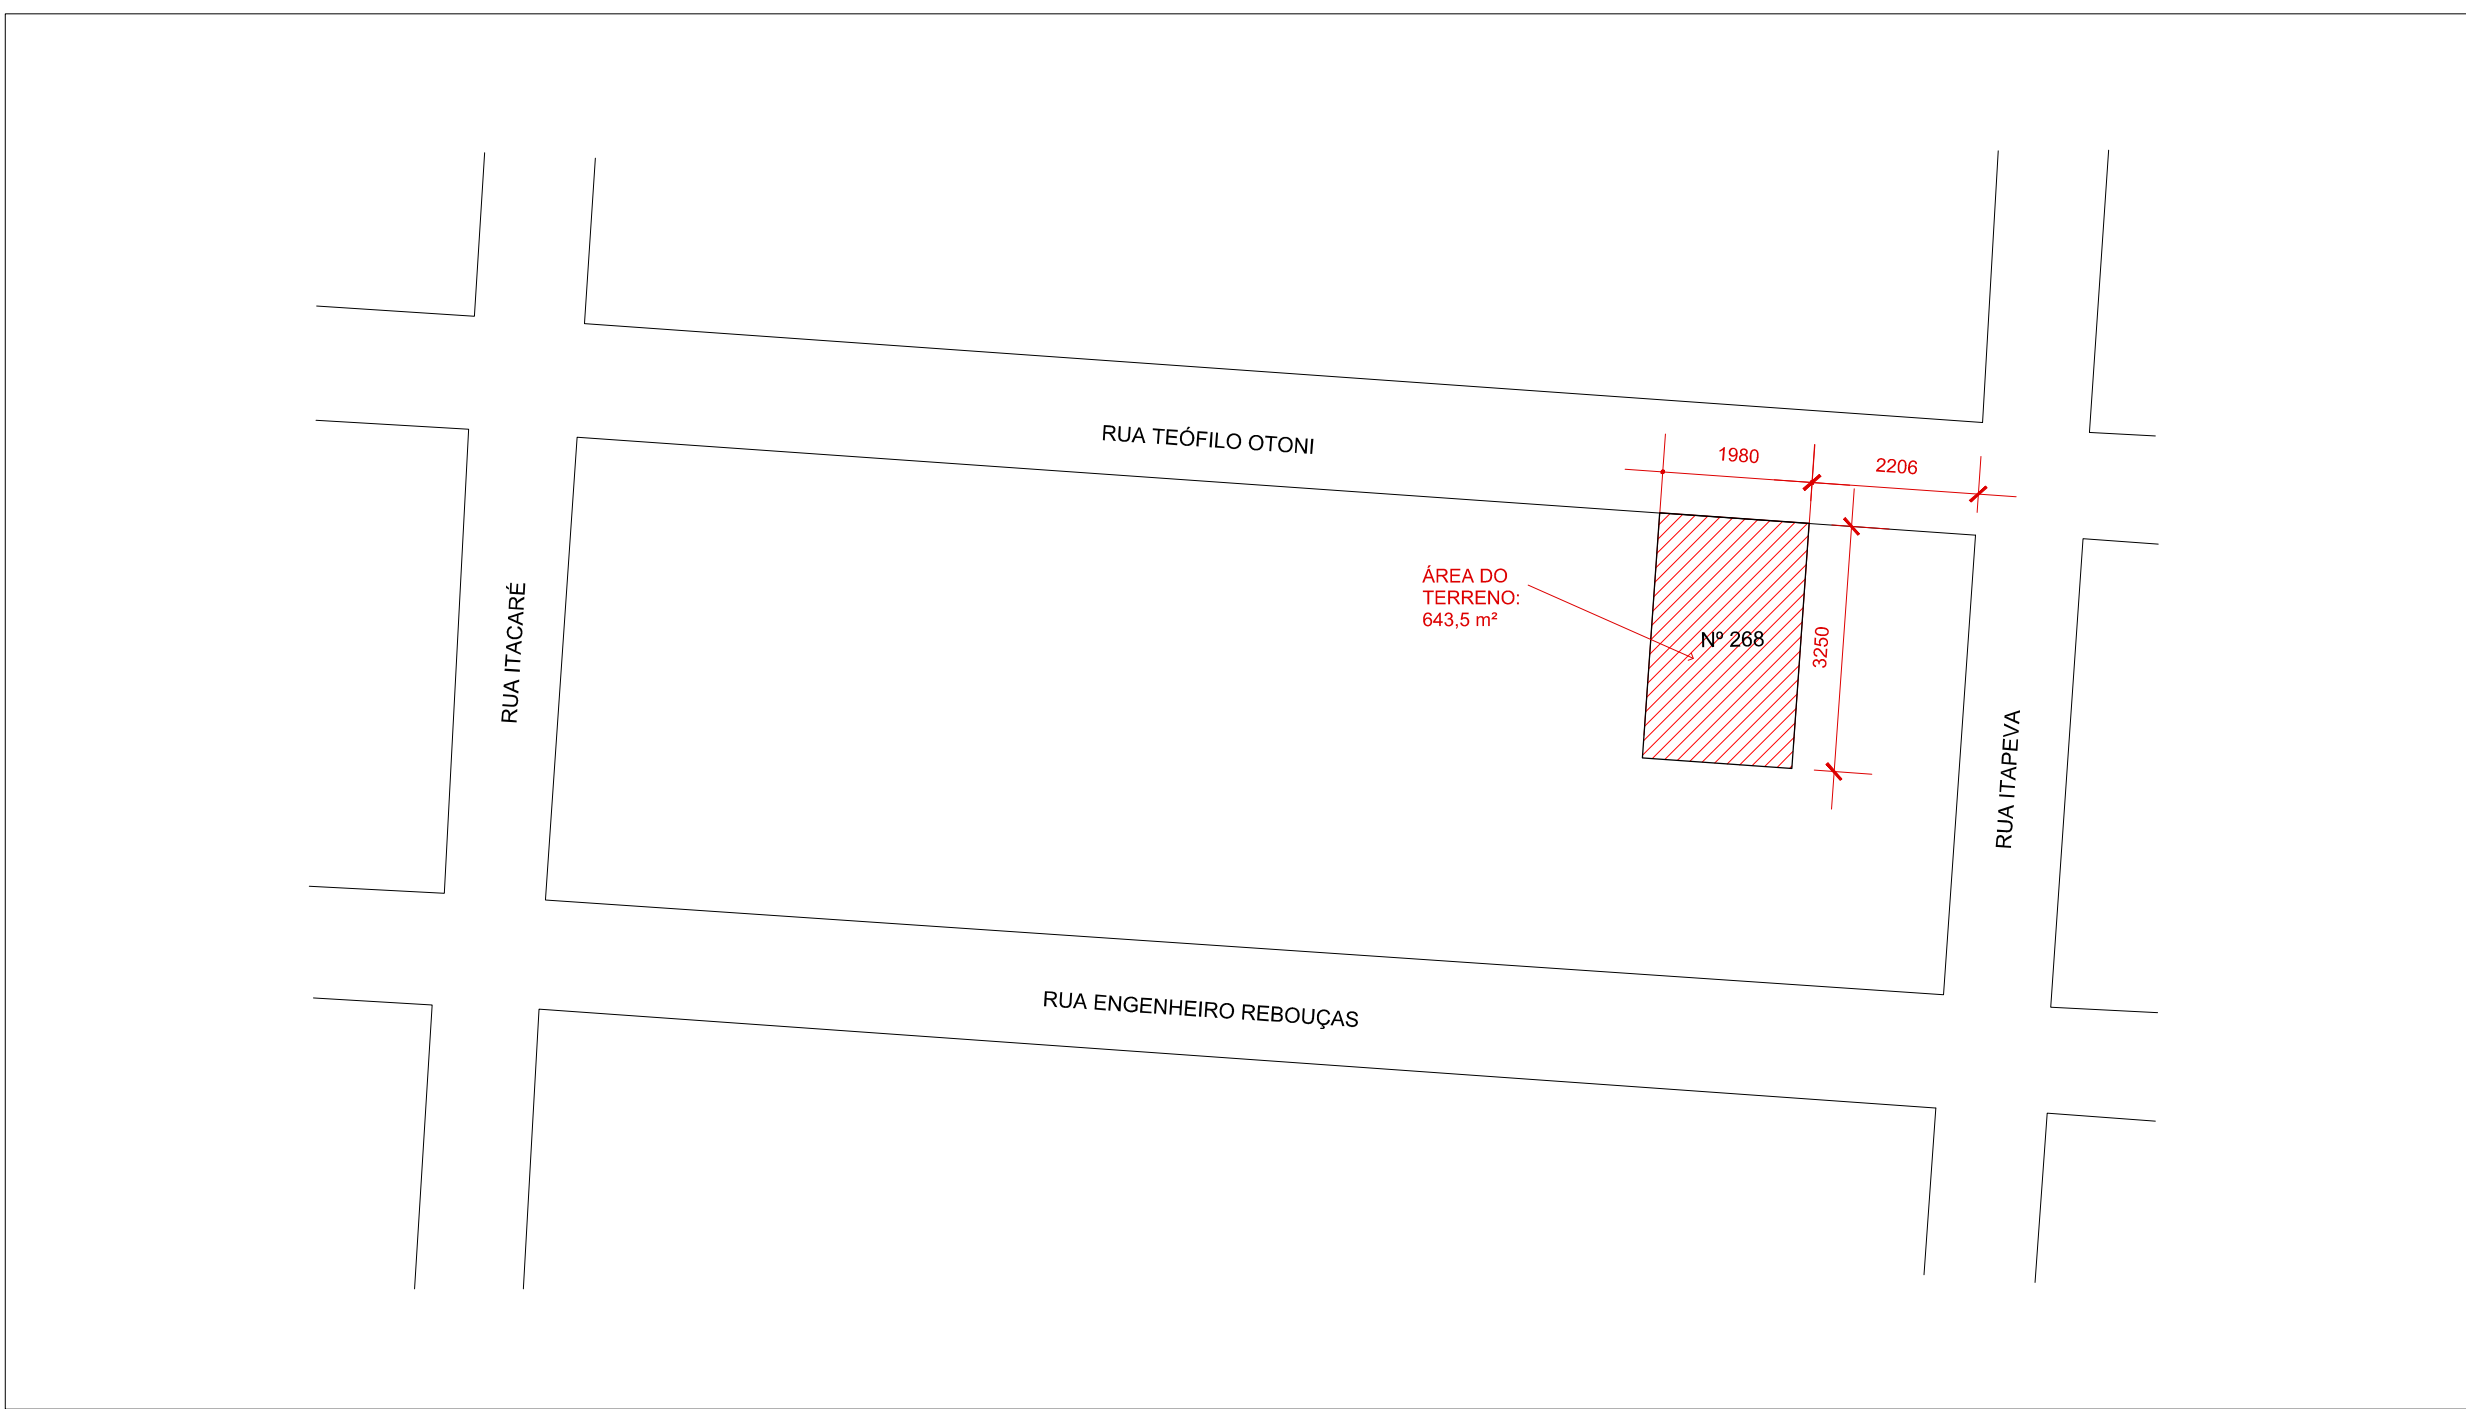 RUA TEÓFILO OTONI
1980
2206
ÁREA DO
TERRENO:
643,5 m²
Nº 268
3250
RUA ITACARÉ
RUA ITAPEVA
RUA ENGENHEIRO REBOUÇAS